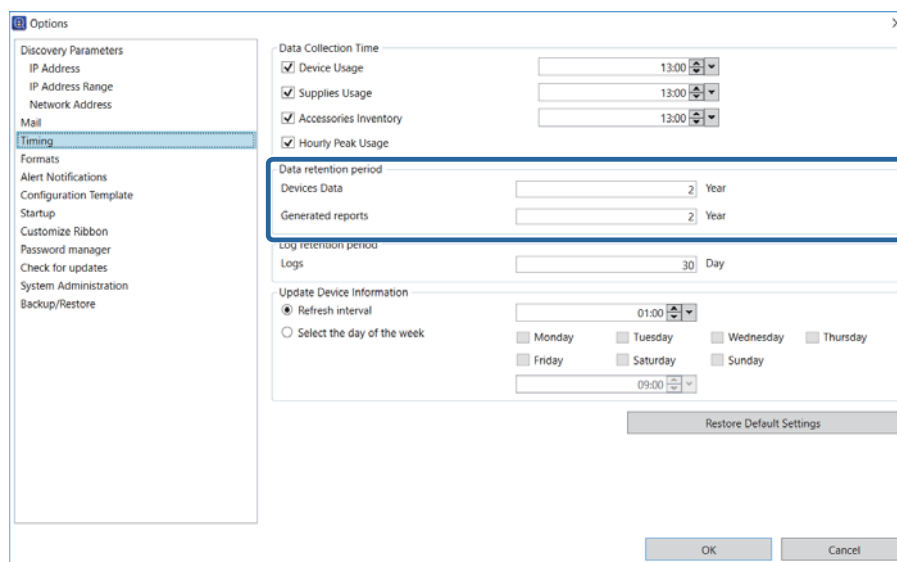 Options
Discovery Parameters
IP Address
IP Address Range
Network Address
Mail
Timing
Formats
Alert Notifications
Configuration Template
Startup
Customize Ribbon
Password manager
Check for updates
System Administration
Backup/Restore
Data Collection Time
Device Usage 13:00
Supplies Usage 13:00
Accessories Inventory 13:00
Hourly Peak Usage
Data retention period
Devices Data 2 Year
Generated reports 2 Year
Log retention period
Logs 30 Day
Update Device Information
Refresh interval 01:00
Select the day of the week
Monday Tuesday Wednesday Thursday
Friday Saturday Sunday
09:00
Restore Default Settings
OK Cancel